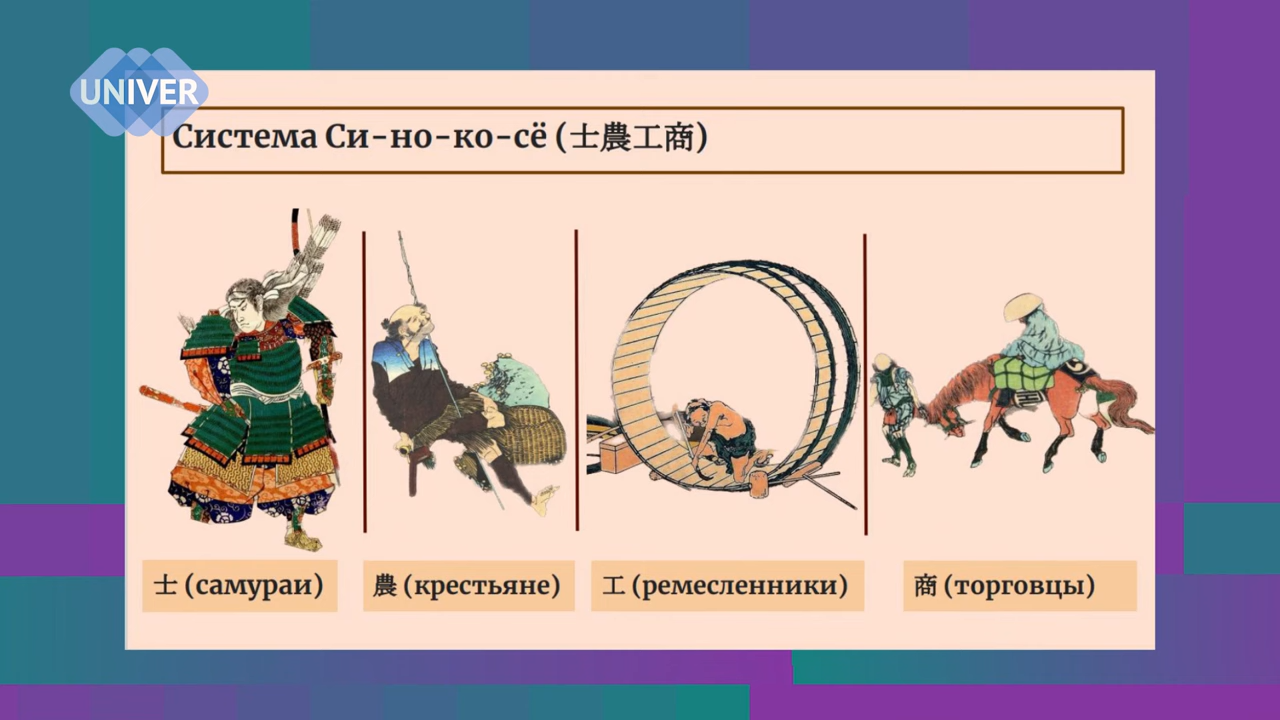 UNIVER
Система Си-но-ко-сё (士農工商)
士 (самураи)
農 (крестьяне)
工 (ремесленники)
商 (торговцы)